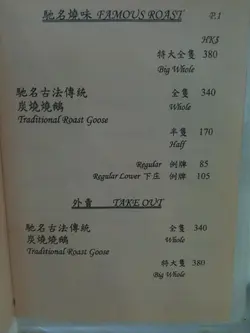 馳名燒味 FAMOUS ROAST P.1
HK$
特大全隻 380
Big Whole
馳名古法傳統 全隻 340
炭燒燒鵝 Whole
Traditional Roast Goose
半隻 170
Half
Regular 例牌 85
Regular Lower 下庄 例牌 105
外賣 TAKE OUT
馳名古法傳統 全隻 340
炭燒燒鵝 Whole
Traditional Roast Goose
特大隻 380
Big Whole